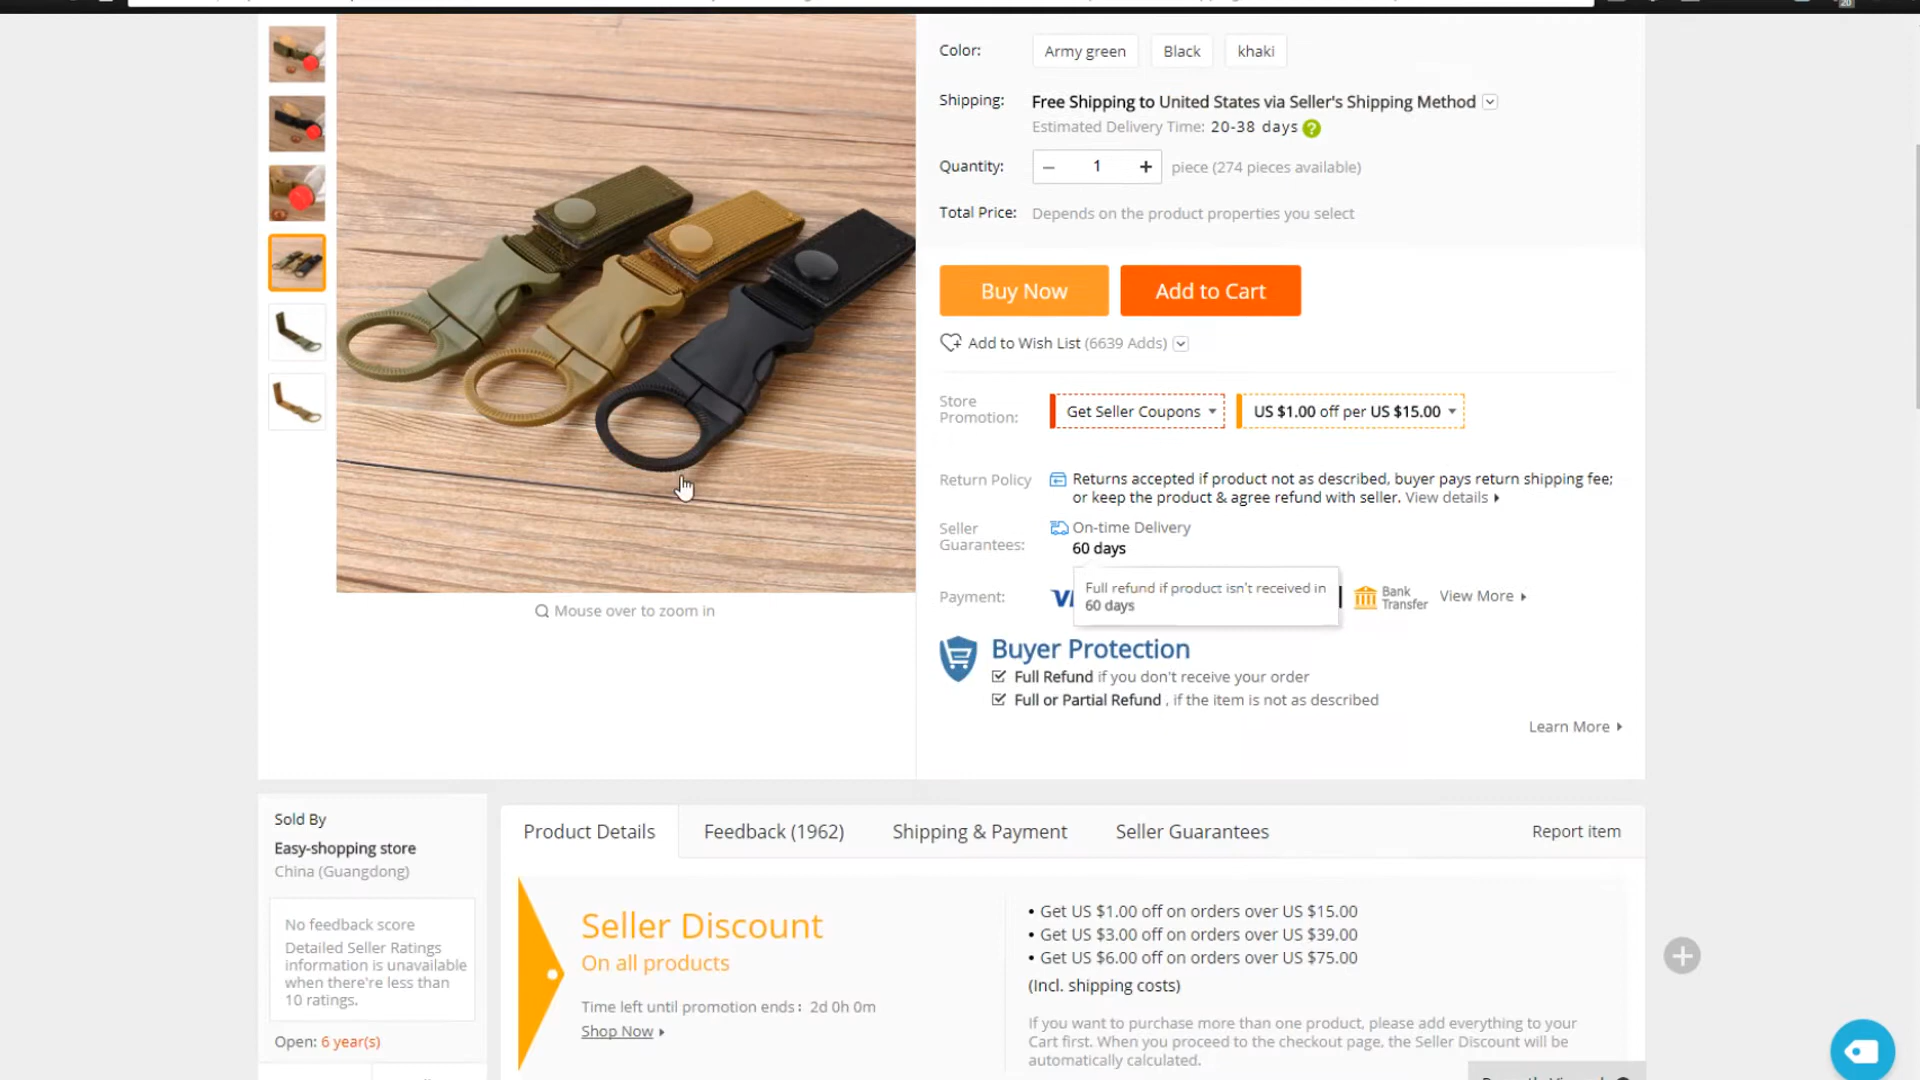 20
Color: Army green Black khaki
Shipping: Free Shipping to United States via Seller's Shipping Method
Estimated Delivery Time: 20-38 days ?
Quantity: − 1 + piece (274 pieces available)
Total Price: Depends on the product properties you select
Buy Now Add to Cart
Add to Wish List (6639 Adds)
Store
Promotion:
Get Seller Coupons US $1.00 off per US $15.00
Return Policy Returns accepted if product not as described, buyer pays return shipping fee;
or keep the product & agree refund with seller. View details
Seller
Guarantees:
On-time Delivery
60 days
Payment:
Full refund if product isn't received in
60 days
Bank
Transfer
View More
Mouse over to zoom in
Buyer Protection
Full Refund if you don't receive your order
Full or Partial Refund , if the item is not as described
Learn More
Sold By
Easy-shopping store
China (Guangdong)
No feedback score
Detailed Seller Ratings
information is unavailable
when there're less than
10 ratings.
Open: 6 year(s)
Product Details Feedback (1962) Shipping & Payment Seller Guarantees Report item
Seller Discount
On all products
Time left until promotion ends: 2d 0h 0m
Shop Now
• Get US $1.00 off on orders over US $15.00
• Get US $3.00 off on orders over US $39.00
• Get US $6.00 off on orders over US $75.00
(Incl. shipping costs)
If you want to purchase more than one product, please add everything to your
Cart first. When you proceed to the checkout page, the Seller Discount will be
automatically calculated.